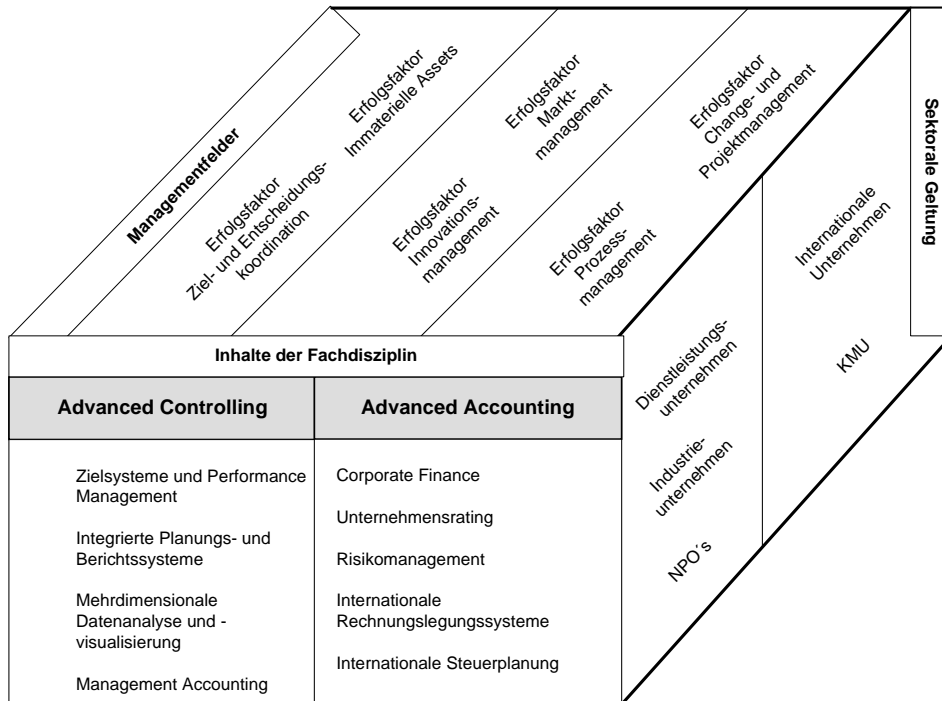 Managementfelder
Erfolgsfaktor
Immaterielle Assets
Erfolgsfaktor
Ziel- und Entscheidungs-
koordination
Erfolgsfaktor
Markt-
management
Erfolgsfaktor
Innovations-
management
Erfolgsfaktor
Change- und
Projektmanagement
Erfolgsfaktor
Prozess-
management
Sektorale Geltung
Internationale
Unternehmen
KMU
Dienstleistungs-
unternehmen
Industrie-
unternehmen
NPO´s
Inhalte der Fachdisziplin
Advanced Controlling
Zielsysteme und Performance
Management
Integrierte Planungs- und
Berichtssysteme
Mehrdimensionale
Datenanalyse und -
visualisierung
Management Accounting
Advanced Accounting
Corporate Finance
Unternehmensrating
Risikomanagement
Internationale
Rechnungslegungssysteme
Internationale Steuerplanung